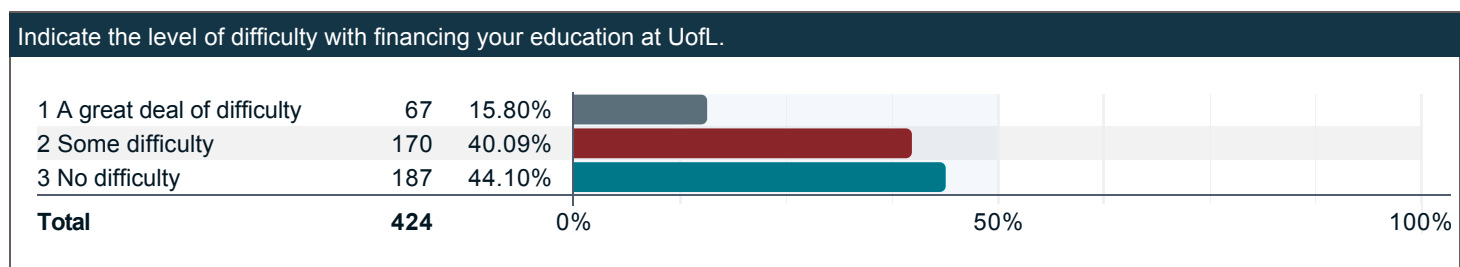 Indicate the level of difficulty with financing your education at UofL.
1 A great deal of difficulty 67 15.80%
2 Some difficulty 170 40.09%
3 No difficulty 187 44.10%
Total 424 0% 50% 100%